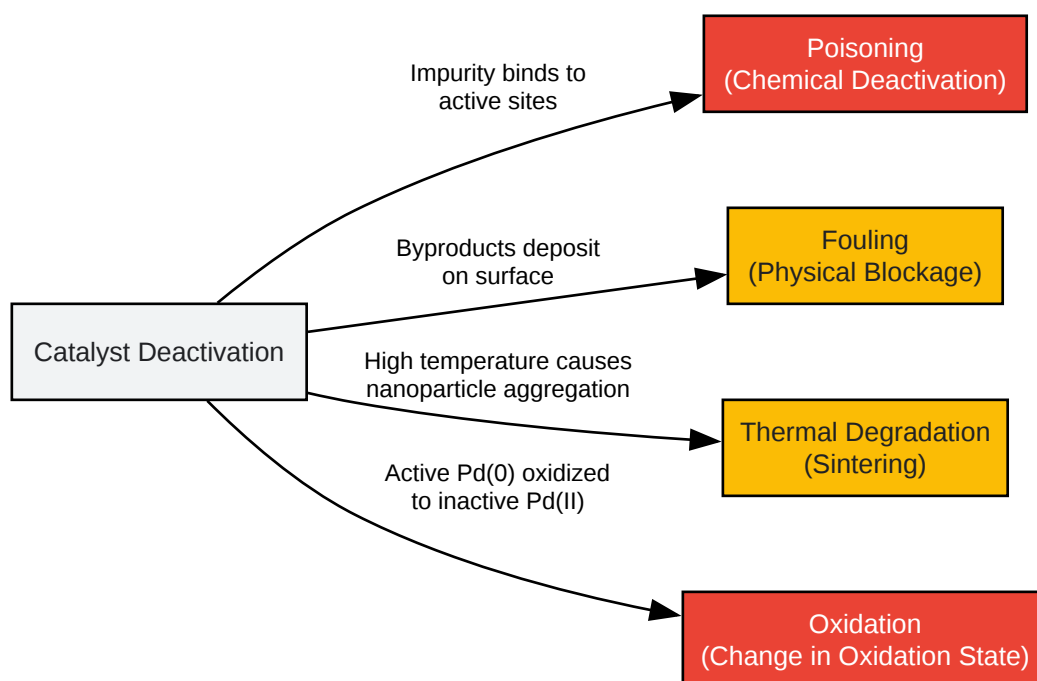 Poisoning
(Chemical Deactivation)
Impurity binds to
active sites
Fouling
(Physical Blockage)
Byproducts deposit
on surface
Catalyst Deactivation
High temperature causes
nanoparticle aggregation
Thermal Degradation
(Sintering)
Active Pd(0) oxidized
to inactive Pd(II)
Oxidation
(Change in Oxidation State)